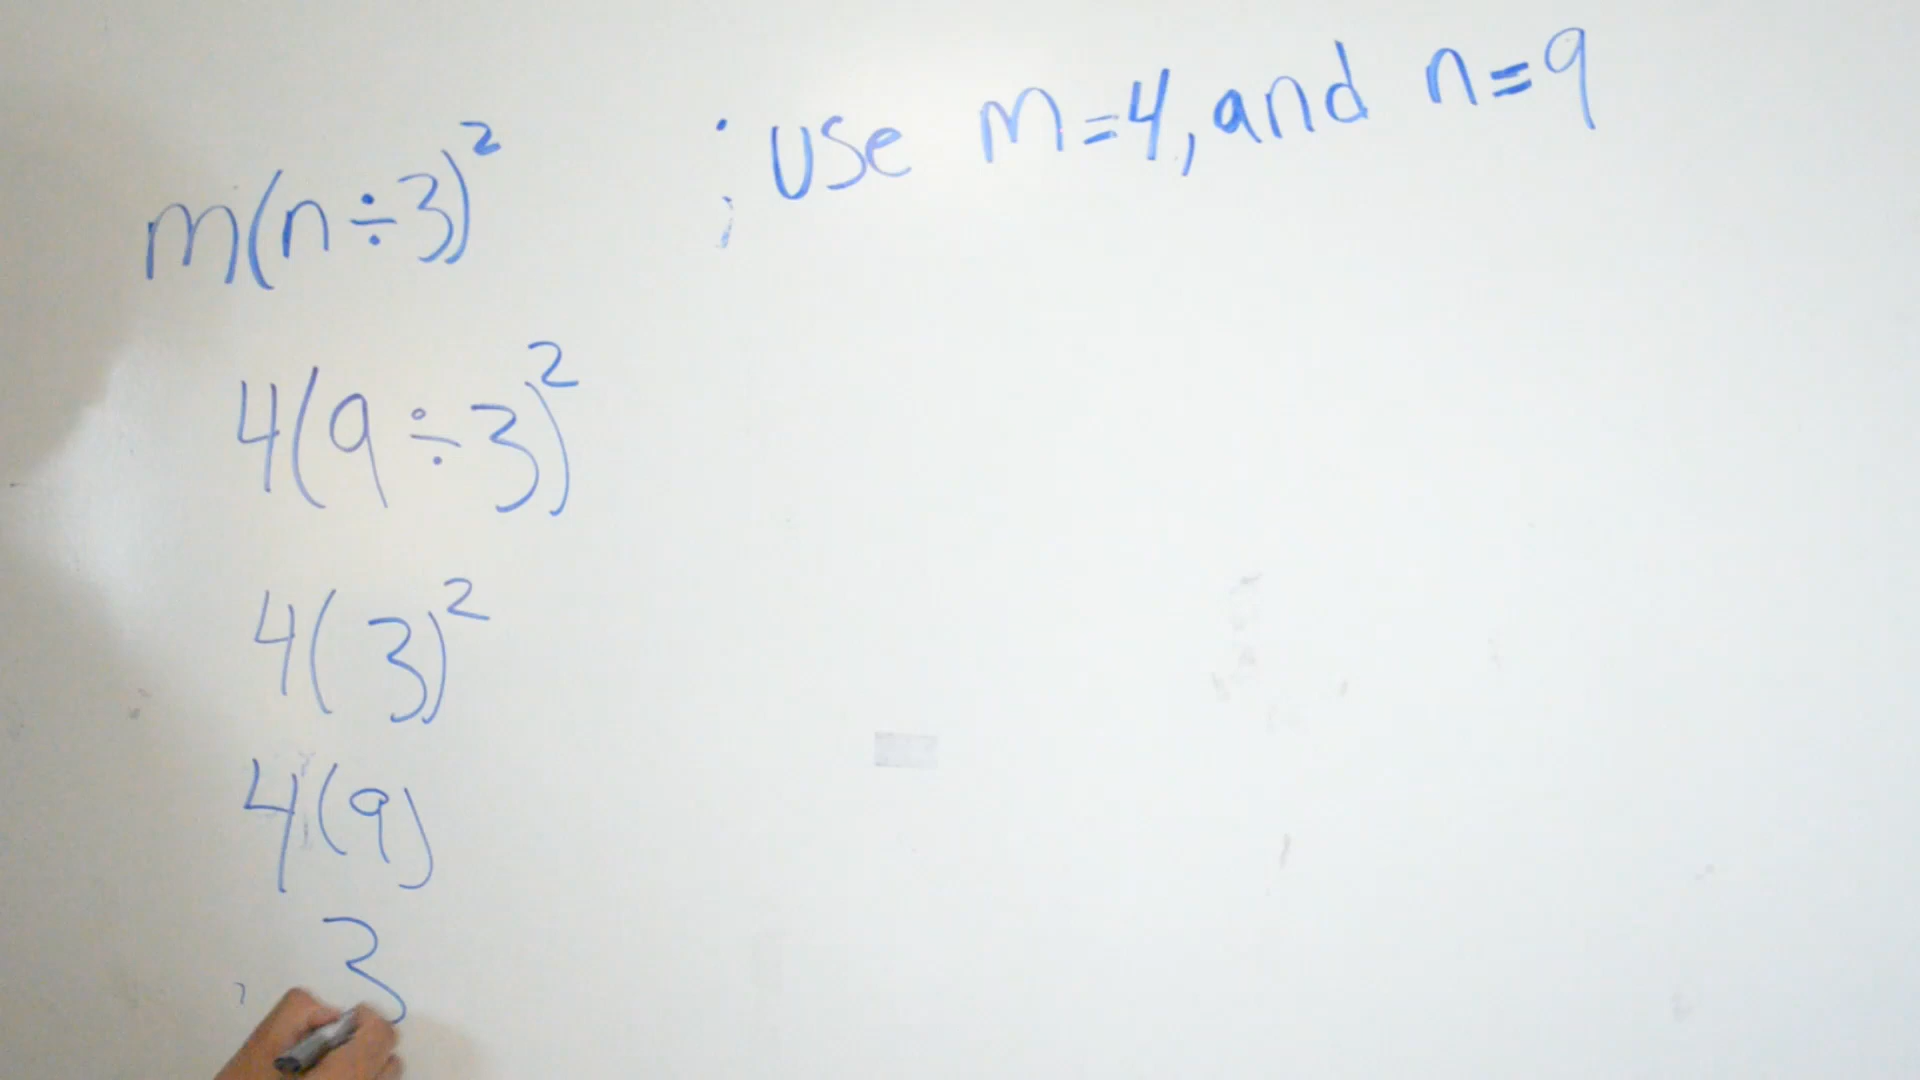 m(n÷3)² ; use m=4, and n=9
4(9÷3)²
4(3)²
4(9)
3